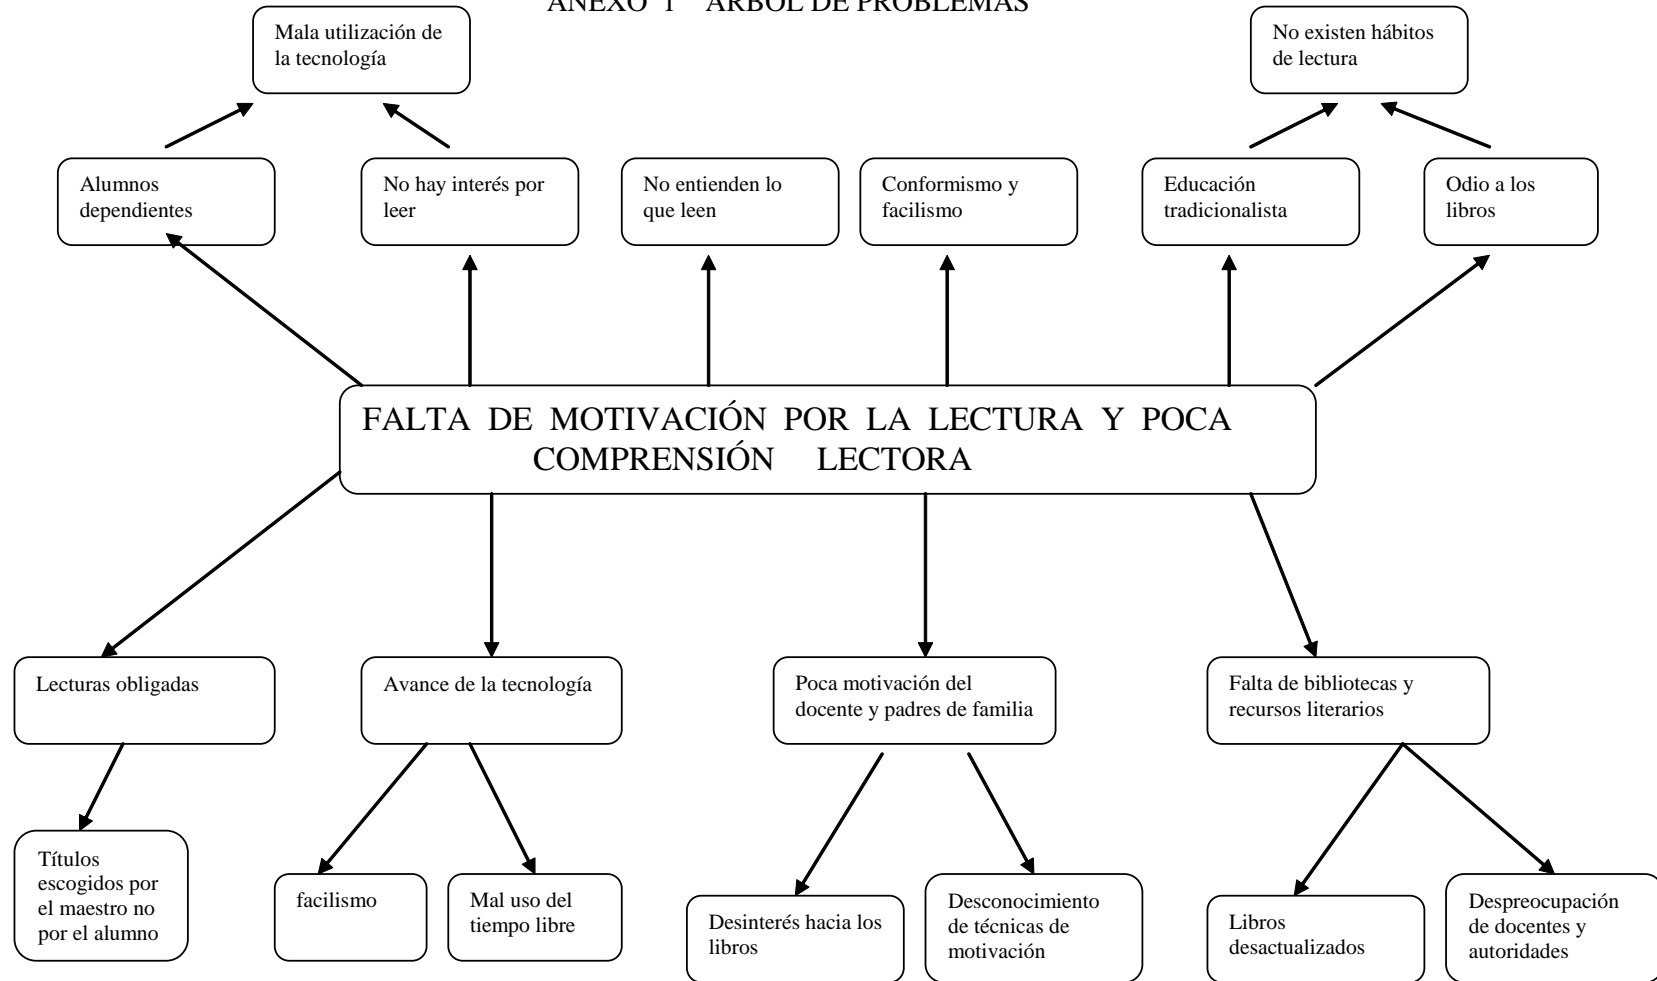 ANEXO 1 ARBOL DE PROBLEMAS
Mala utilización de
la tecnología
No existen hábitos
de lectura
Alumnos
dependientes
No hay interés por
leer
No entienden lo
que leen
Conformismo y
facilismo
Educación
tradicionalista
Odio a los
libros
FALTA DE MOTIVACIÓN POR LA LECTURA Y POCA
COMPRENSIÓN LECTORA
Lecturas obligadas
Avance de la tecnología
Poca motivación del
docente y padres de familia
Falta de bibliotecas y
recursos literarios
Títulos
escogidos por
el maestro no
por el alumno
facilismo
Mal uso del
tiempo libre
Desinterés hacia los
libros
Desconocimiento
de técnicas de
motivación
Libros
desactualizados
Despreocupación
de docentes y
autoridades